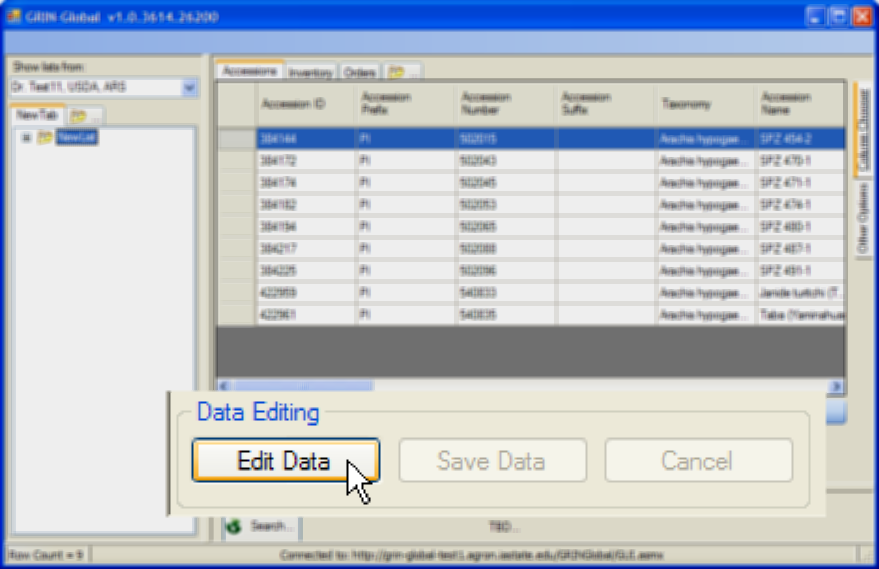 GRIN-Global v1.0.3614.26200
Show lists from:
Dr. Test11, USDA, ARS
New Tab ...
New List
Accessions Inventory Orders ...
Accession ID Accession Prefix Accession Number Accession Suffix Taxonomy Accession Name
384144 PI 502015 Arachis hypogae... SPZ 454-2
384172 PI 502043 Arachis hypogae... SPZ 470-1
384174 PI 502045 Arachis hypogae... SPZ 471-1
384182 PI 502053 Arachis hypogae... SPZ 474-1
384194 PI 502065 Arachis hypogae... SPZ 480-1
384217 PI 502088 Arachis hypogae... SPZ 487-1
384225 PI 502096 Arachis hypogae... SPZ 491-1
422959 PI 540833 Arachis hypogae...
422961 PI 540835 Arachis hypogae...
Column Chooser
Other Options
Data Editing
Edit Data Save Data Cancel
Search... TBD...
Row Count = 9 Connected to: http://grin-global-test1.agron.iastate.edu/GRINGlobal/GUI.asmx